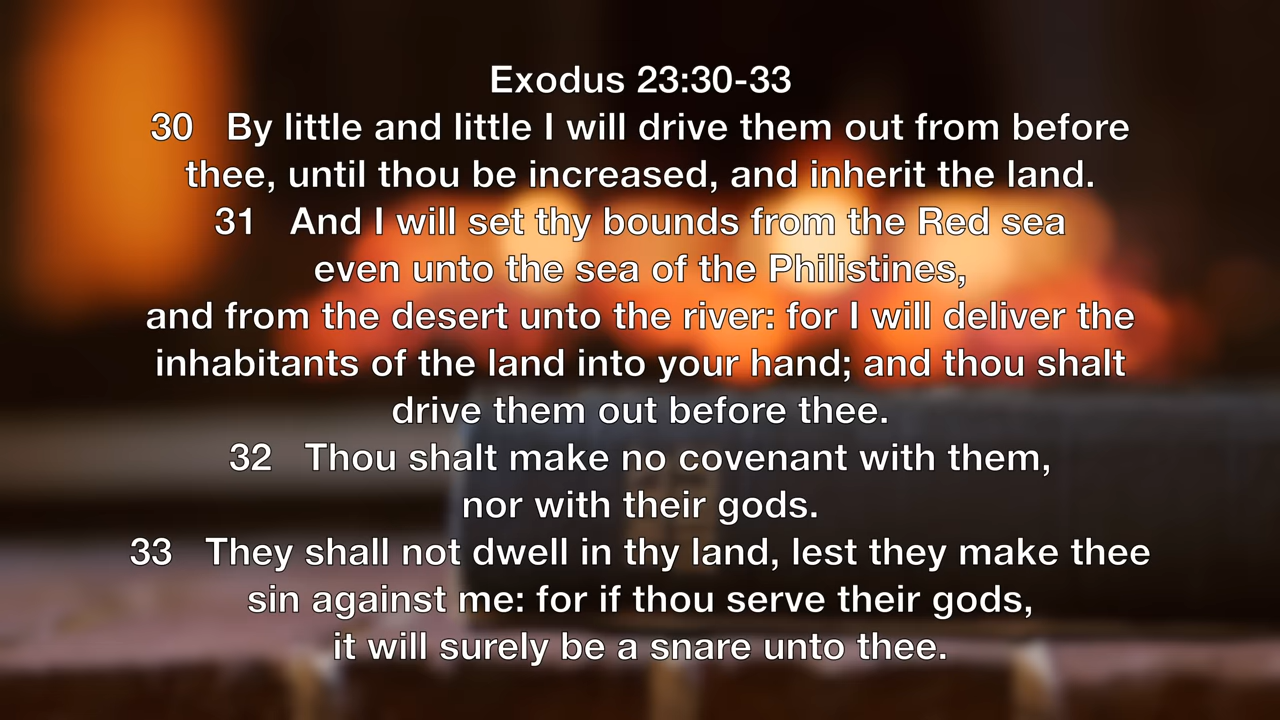 Exodus 23:30-33
30 By little and little I will drive them out from before
thee, until thou be increased, and inherit the land.
31 And I will set thy bounds from the Red sea
even unto the sea of the Philistines,
and from the desert unto the river: for I will deliver the
inhabitants of the land into your hand; and thou shalt
drive them out before thee.
32 Thou shalt make no covenant with them,
nor with their gods.
33 They shall not dwell in thy land, lest they make thee
sin against me: for if thou serve their gods,
it will surely be a snare unto thee.